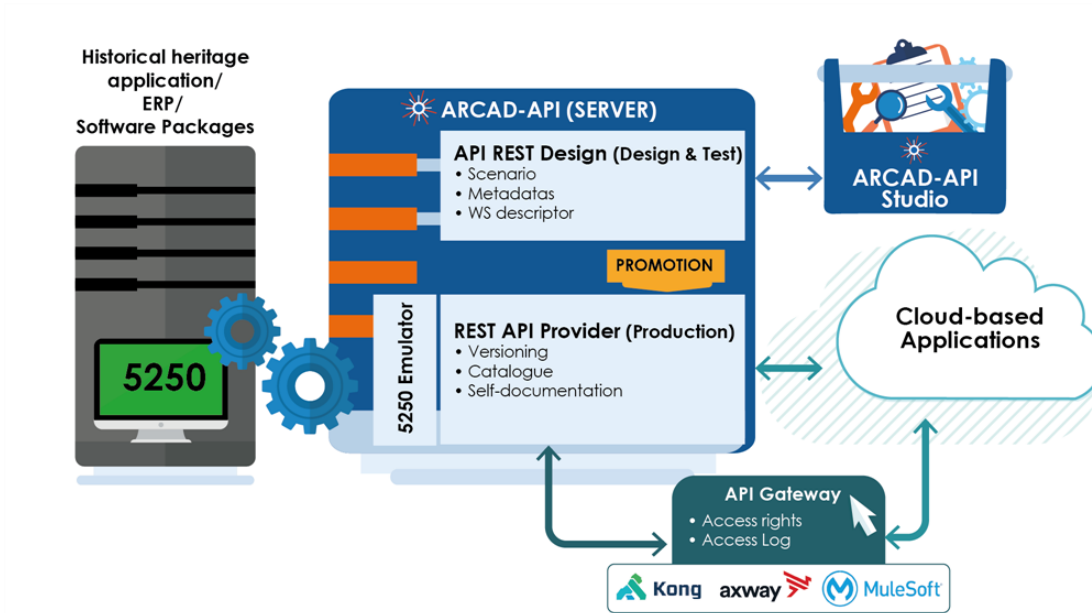 Historical heritage
application/
ERP/
Software Packages
5250
ARCAD-API (SERVER)
API REST Design (Design & Test)
• Scenario
• Metadatas
• WS descriptor
PROMOTION
5250 Emulator
REST API Provider (Production)
• Versioning
• Catalogue
• Self-documentation
ARCAD-API
Studio
Cloud-based
Applications
API Gateway
• Access rights
• Access Log
Kong axway MuleSoft